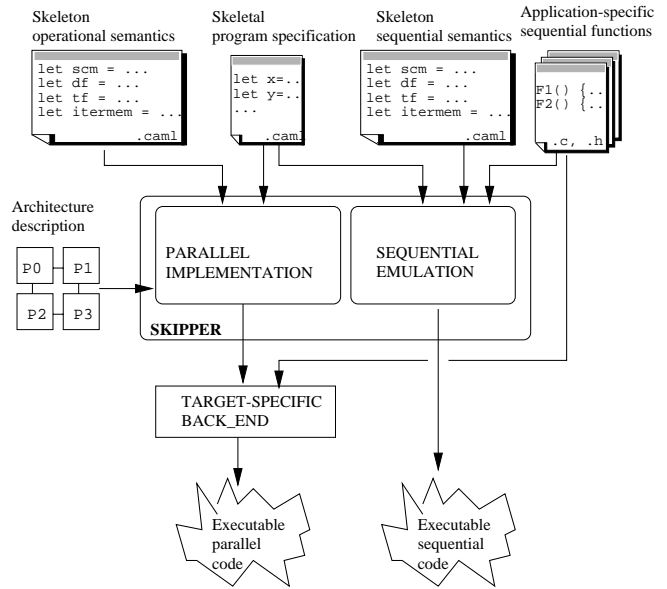 Skeleton
operational semantics
let scm = ...
let df = ...
let tf = ...
let itermem = ...
.caml
Skeletal
program specification
let x=..
let y=..
...
.caml
Skeleton
sequential semantics
let scm = ...
let df = ...
let tf = ...
let itermem = ...
.caml
Application-specific
sequential functions
F1() {..
F2() {..
.c, .h
Architecture
description
P0 P1
P2 P3
PARALLEL
IMPLEMENTATION
SEQUENTIAL
EMULATION
SKIPPER
TARGET-SPECIFIC
BACK_END
Executable
parallel
code
Executable
sequential
code